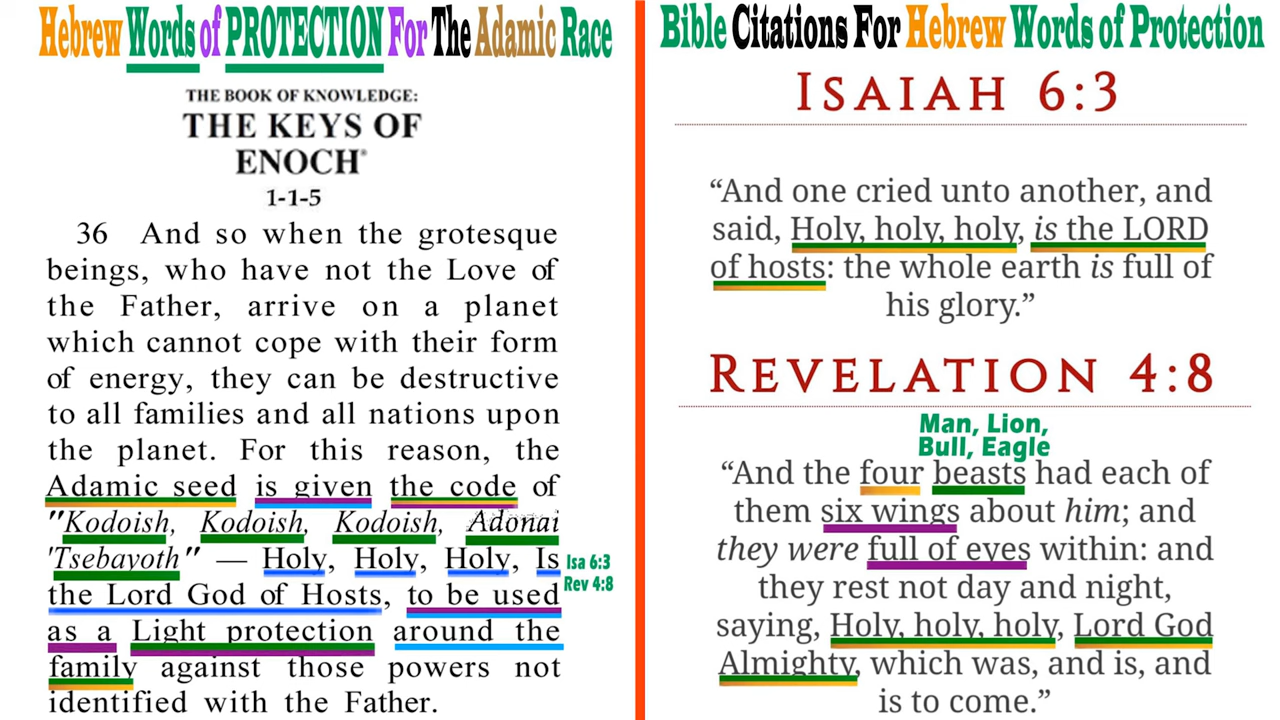 Hebrew Words of PROTECTION For The Adamic Race
THE BOOK OF KNOWLEDGE:
THE KEYS OF
ENOCH®
1-1-5
36 And so when the grotesque
beings, who have not the Love of
the Father, arrive on a planet
which cannot cope with their form
of energy, they can be destructive
to all families and all nations upon
the planet. For this reason, the
Adamic seed is given the code of
"Kodoish, Kodoish, Kodoish, Adonai
'Tsebayoth" — Holy, Holy, Holy, Is
the Lord God of Hosts, to be used
as a Light protection around the
family against those powers not
identified with the Father.
Isa 6:3
Rev 4:8
Bible Citations For Hebrew Words of Protection
ISAIAH 6:3
“And one cried unto another, and
said, Holy, holy, holy, is the LORD
of hosts: the whole earth is full of
his glory.”
REVELATION 4:8
Man, Lion,
Bull, Eagle
“And the four beasts had each of
them six wings about him; and
they were full of eyes within: and
they rest not day and night,
saying, Holy, holy, holy, Lord God
Almighty, which was, and is, and
is to come.”